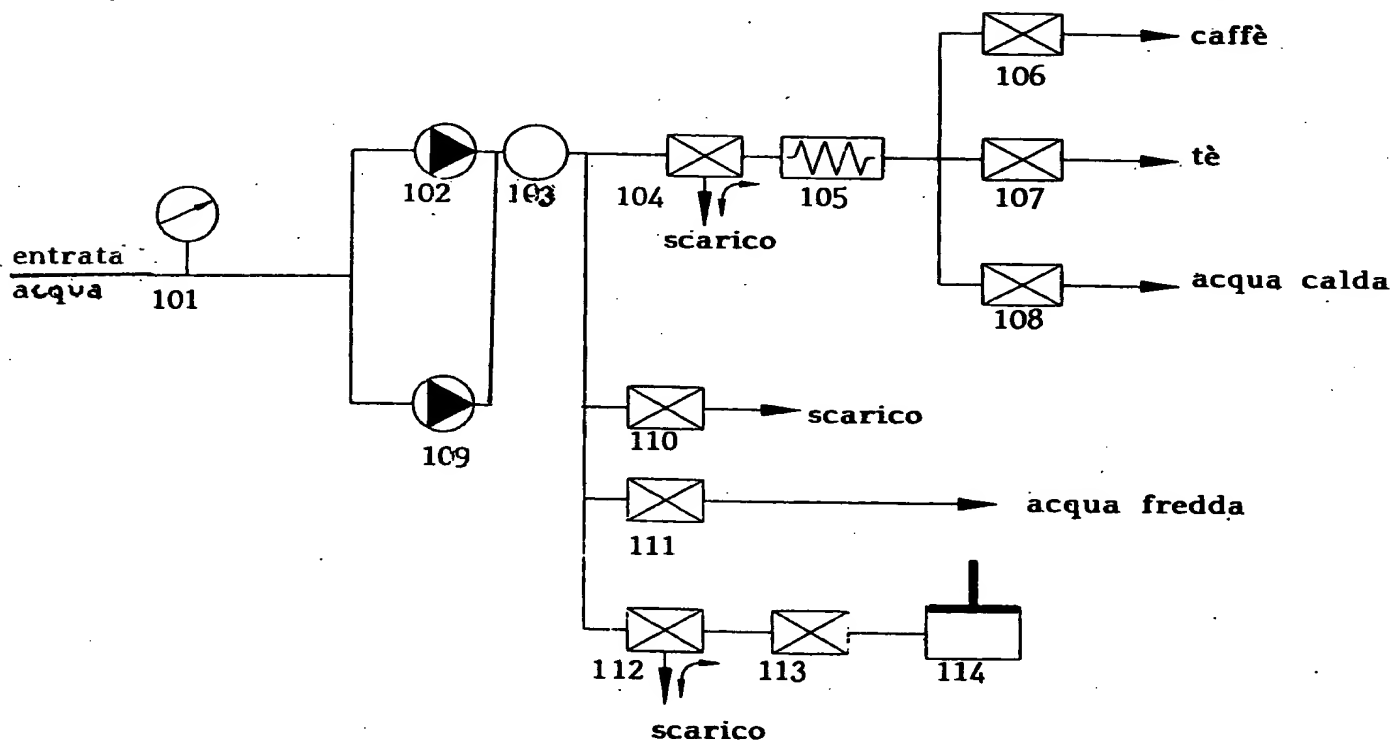 caffè
106
102
103
104
105
tè
107
scarico
entrata
acqua
101
acqua calda
108
109
110
scarico
111
acqua fredda
112
113
114
scarico